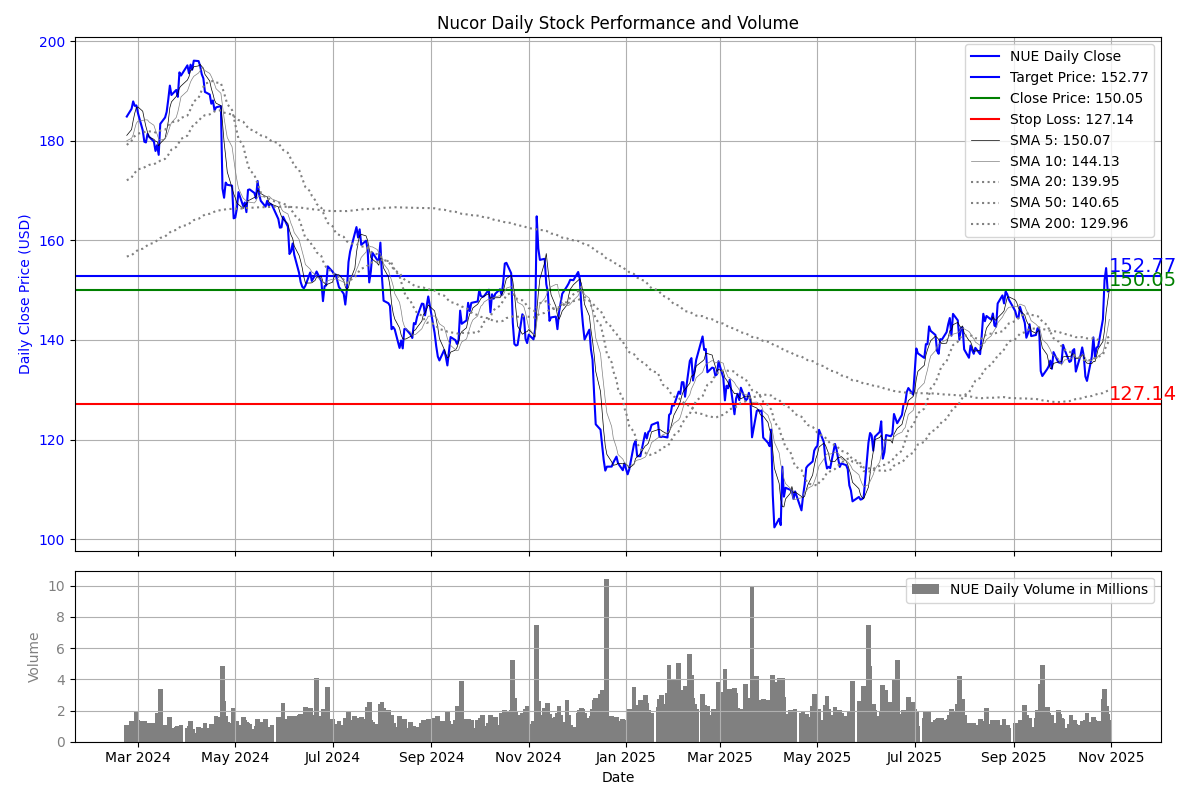 Nucor Daily Stock Performance and Volume
Daily Close Price (USD)
200
180
160
140
120
100
NUE Daily Close
Target Price: 152.77
Close Price: 150.05
Stop Loss: 127.14
SMA 5: 150.07
SMA 10: 144.13
SMA 20: 139.95
SMA 50: 140.65
SMA 200: 129.96
152.77
150.05
127.14
Volume
10
8
6
4
2
0
NUE Daily Volume in Millions
Mar 2024 May 2024 Jul 2024 Sep 2024 Nov 2024 Jan 2025 Mar 2025 May 2025 Jul 2025 Sep 2025 Nov 2025
Date